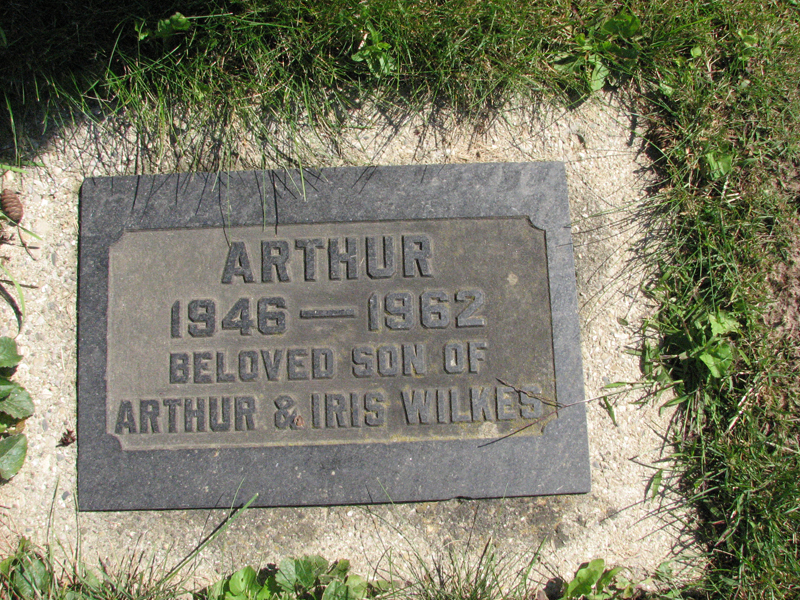 ARTHUR
1946 — 1962
BELOVED SON OF
ARTHUR & IRIS WILKES